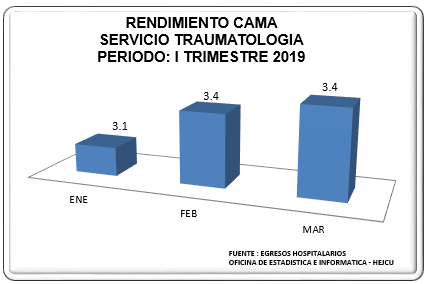 RENDIMIENTO CAMA
SERVICIO TRAUMATOLOGIA
PERIODO: I TRIMESTRE 2019
3.1
3.4
3.4
ENE
FEB
MAR
FUENTE : EGRESOS HOSPITALARIOS
OFICINA DE ESTADISTICA E INFORMATICA - HEJCU